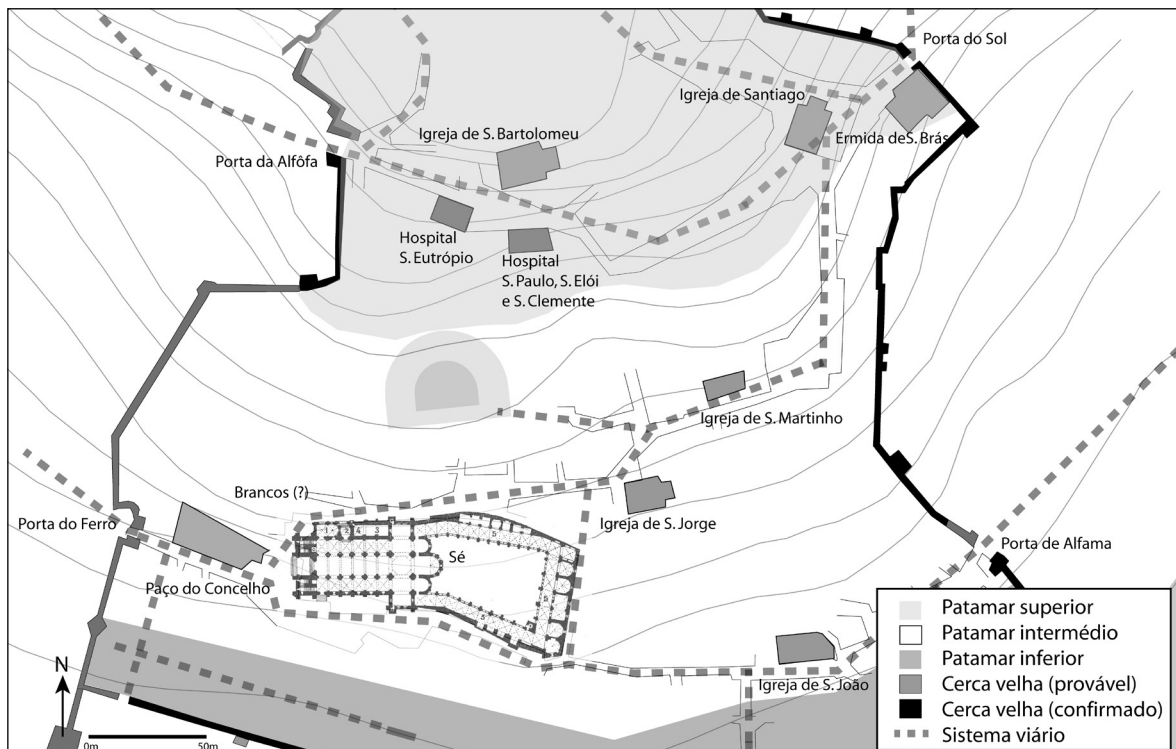 Porta do Sol
Igreja de Santiago
Igreja de S. Bartolomeu
Ermida deS. Brás
Porta da Alfôfa
Hospital
S. Eutrópio
Hospital
S. Paulo, S. Elói
e S. Clemente
Igreja de S. Martinho
Brancos (?)
Igreja de S. Jorge
Porta do Ferro
Sé
Porta de Alfama
Paço do Concelho
Igreja de S. João
N
0m
50m
Patamar superior
Patamar intermédio
Patamar inferior
Cerca velha (provável)
Cerca velha (confirmado)
Sistema viário